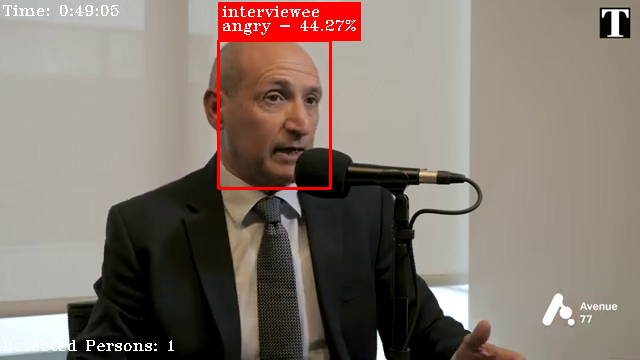 Time: 0:49:05
interviewee
angry - 44.27%
T
Avenue
77
Detected Persons: 1